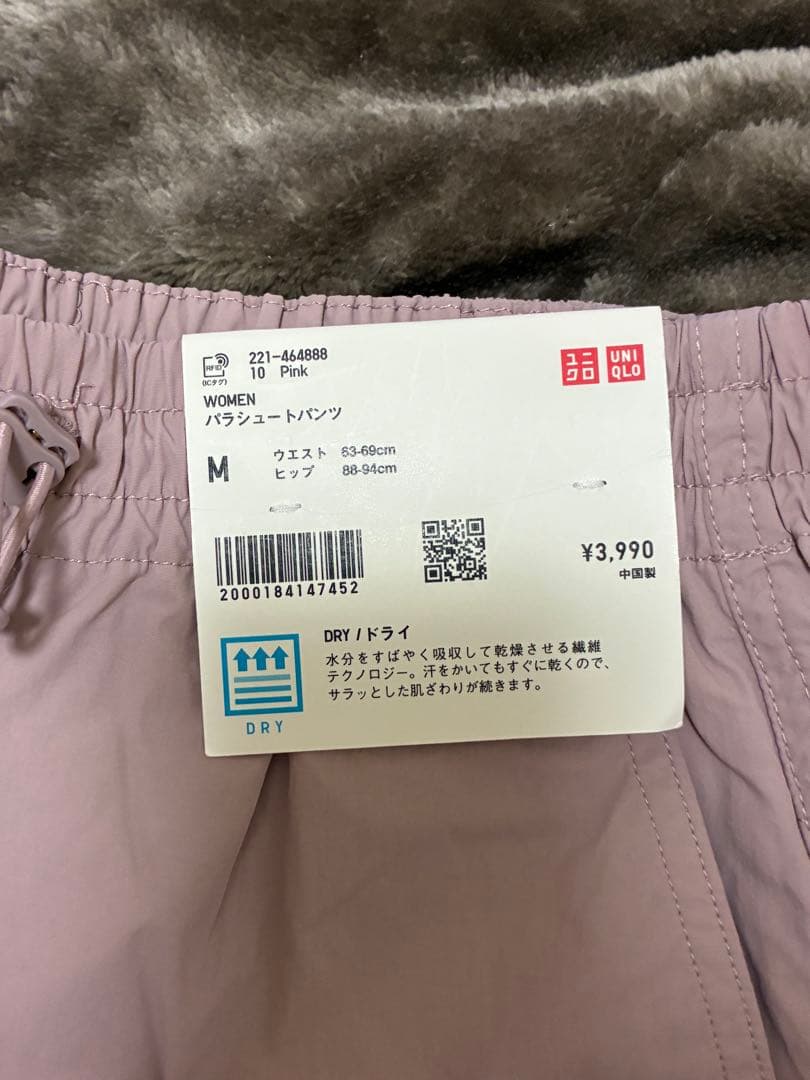 RFID
(ICタグ)
221-464888
10 Pink
ユニクロ
UNIQLO
WOMEN
パラシュートパンツ
M
ウエスト 63-69cm
ヒップ 88-94cm
2000184147452
¥3,990
中国製
DRY / ドライ
水分をすばやく吸収して乾燥させる繊維
テクノロジー。汗をかいてもすぐに乾くので、
サラッとした肌ざわりが続きます。
DRY